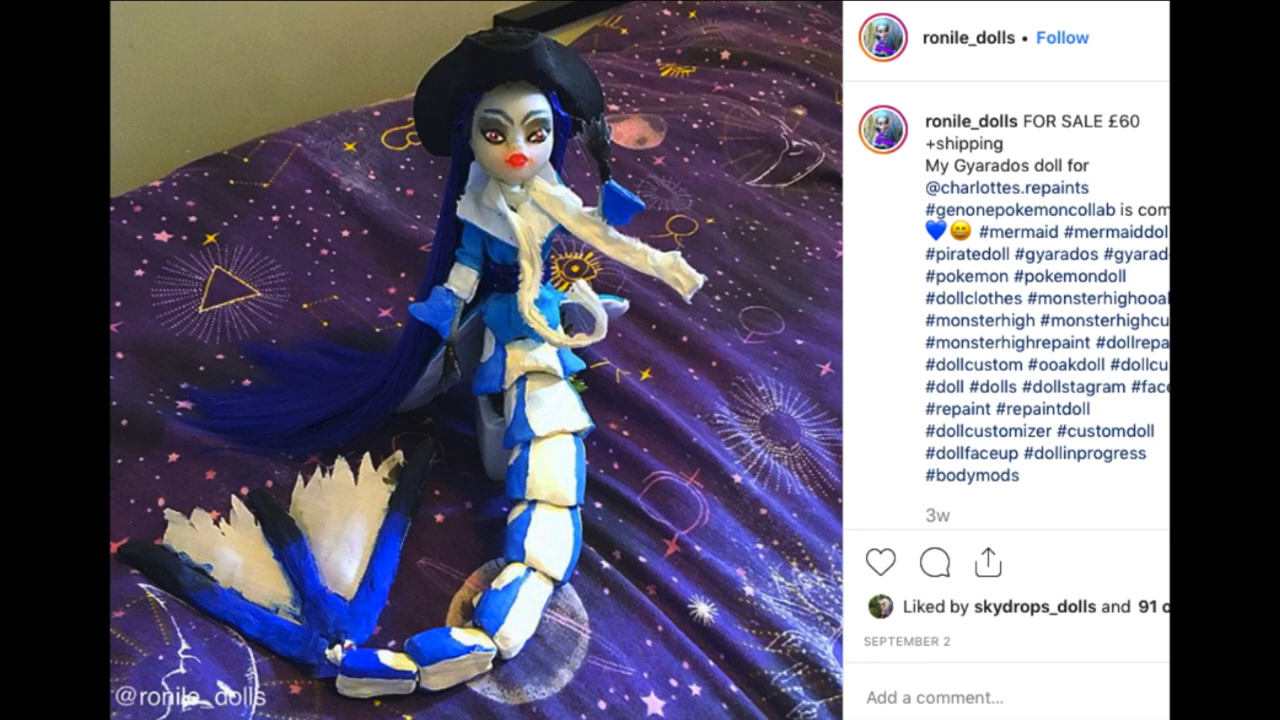 ronile_dolls • Follow
ronile_dolls FOR SALE £60
+shipping
My Gyarados doll for
@charlottes.repaints
#genonepokemoncollab is com
💙😄 #mermaid #mermaiddol
#piratedoll #gyarados #gyarad
#pokemon #pokemondoll
#dollclothes #monsterhighooal
#monsterhigh #monsterhighcu
#monsterhighrepaint #dollrepa
#dollcustom #ooakdoll #dollcu
#doll #dolls #dollstagram #face
#repaint #repaintdoll
#dollcustomizer #customdoll
#dollfaceup #dollinprogress
#bodymods
3w
Liked by skydrops_dolls and 91 o
SEPTEMBER 2
Add a comment...
@ronile_dolls